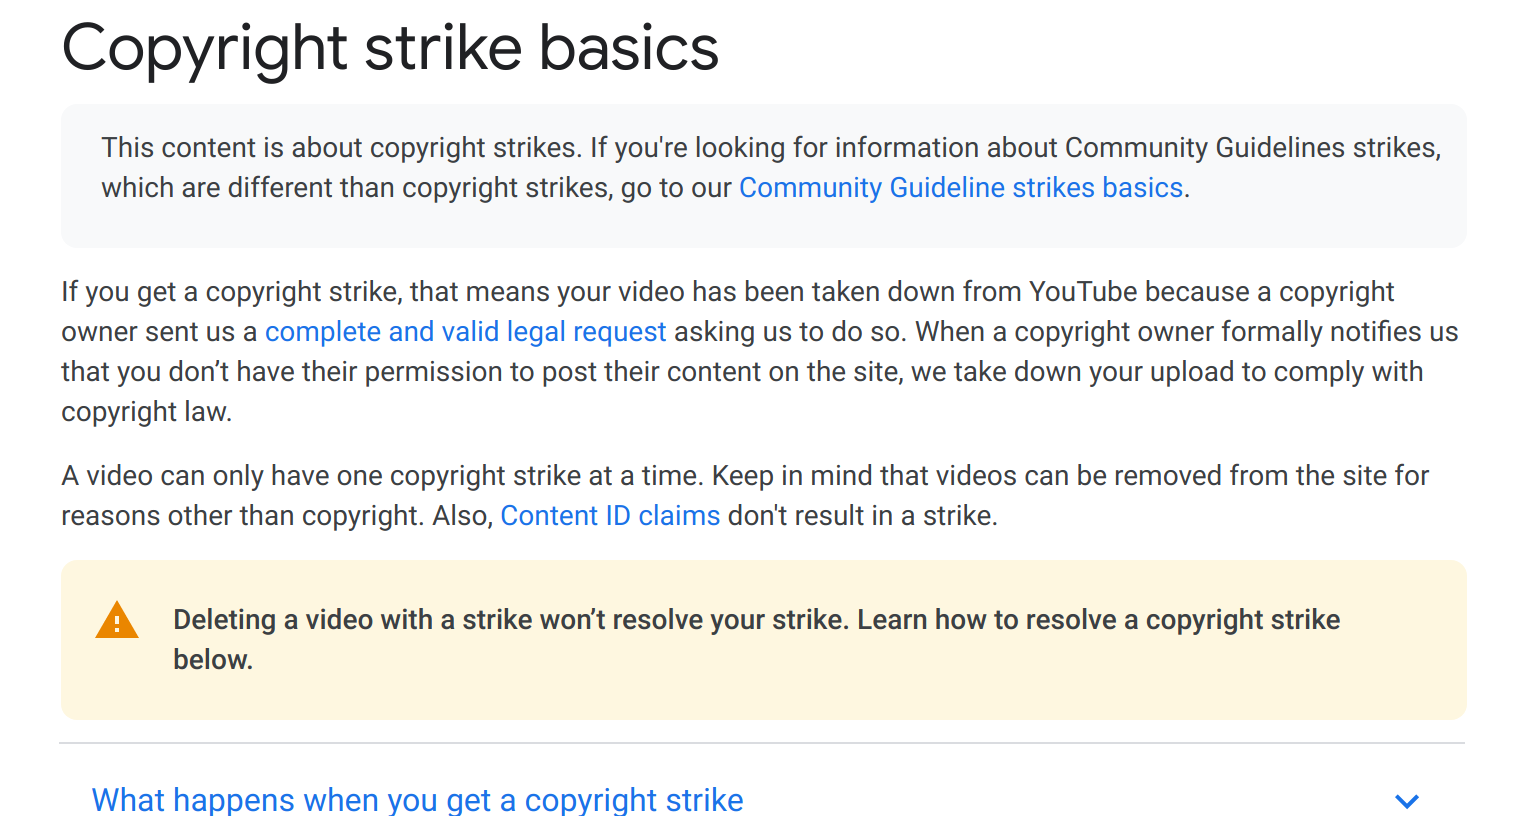 Copyright strike basics
This content is about copyright strikes. If you're looking for information about Community Guidelines strikes,
which are different than copyright strikes, go to our Community Guideline strikes basics.
If you get a copyright strike, that means your video has been taken down from YouTube because a copyright
owner sent us a complete and valid legal request asking us to do so. When a copyright owner formally notifies us
that you don’t have their permission to post their content on the site, we take down your upload to comply with
copyright law.
A video can only have one copyright strike at a time. Keep in mind that videos can be removed from the site for
reasons other than copyright. Also, Content ID claims don't result in a strike.
Deleting a video with a strike won’t resolve your strike. Learn how to resolve a copyright strike
below.
What happens when you get a copyright strike